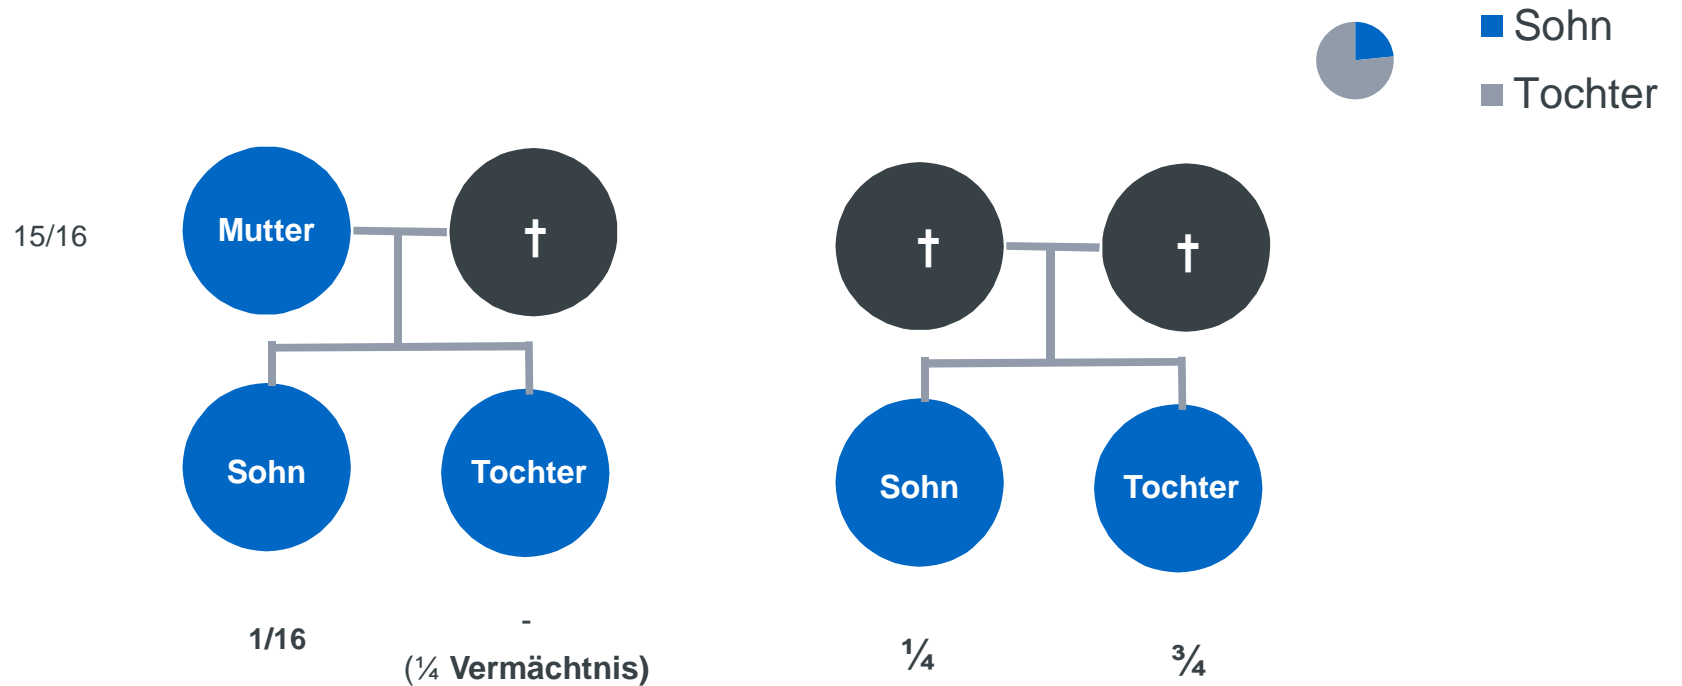 Sohn
Tochter
15/16
Mutter
†
†
†
Sohn
Tochter
Sohn
Tochter
1/16
-
(¼ Vermächtnis)
¼
¾